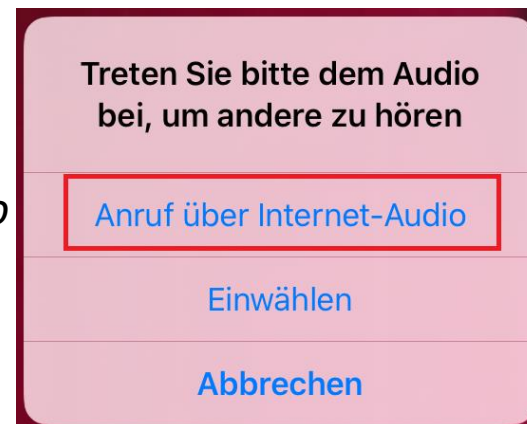 Treten Sie bitte dem Audio
bei, um andere zu hören
Anruf über Internet-Audio
Einwählen
Abbrechen